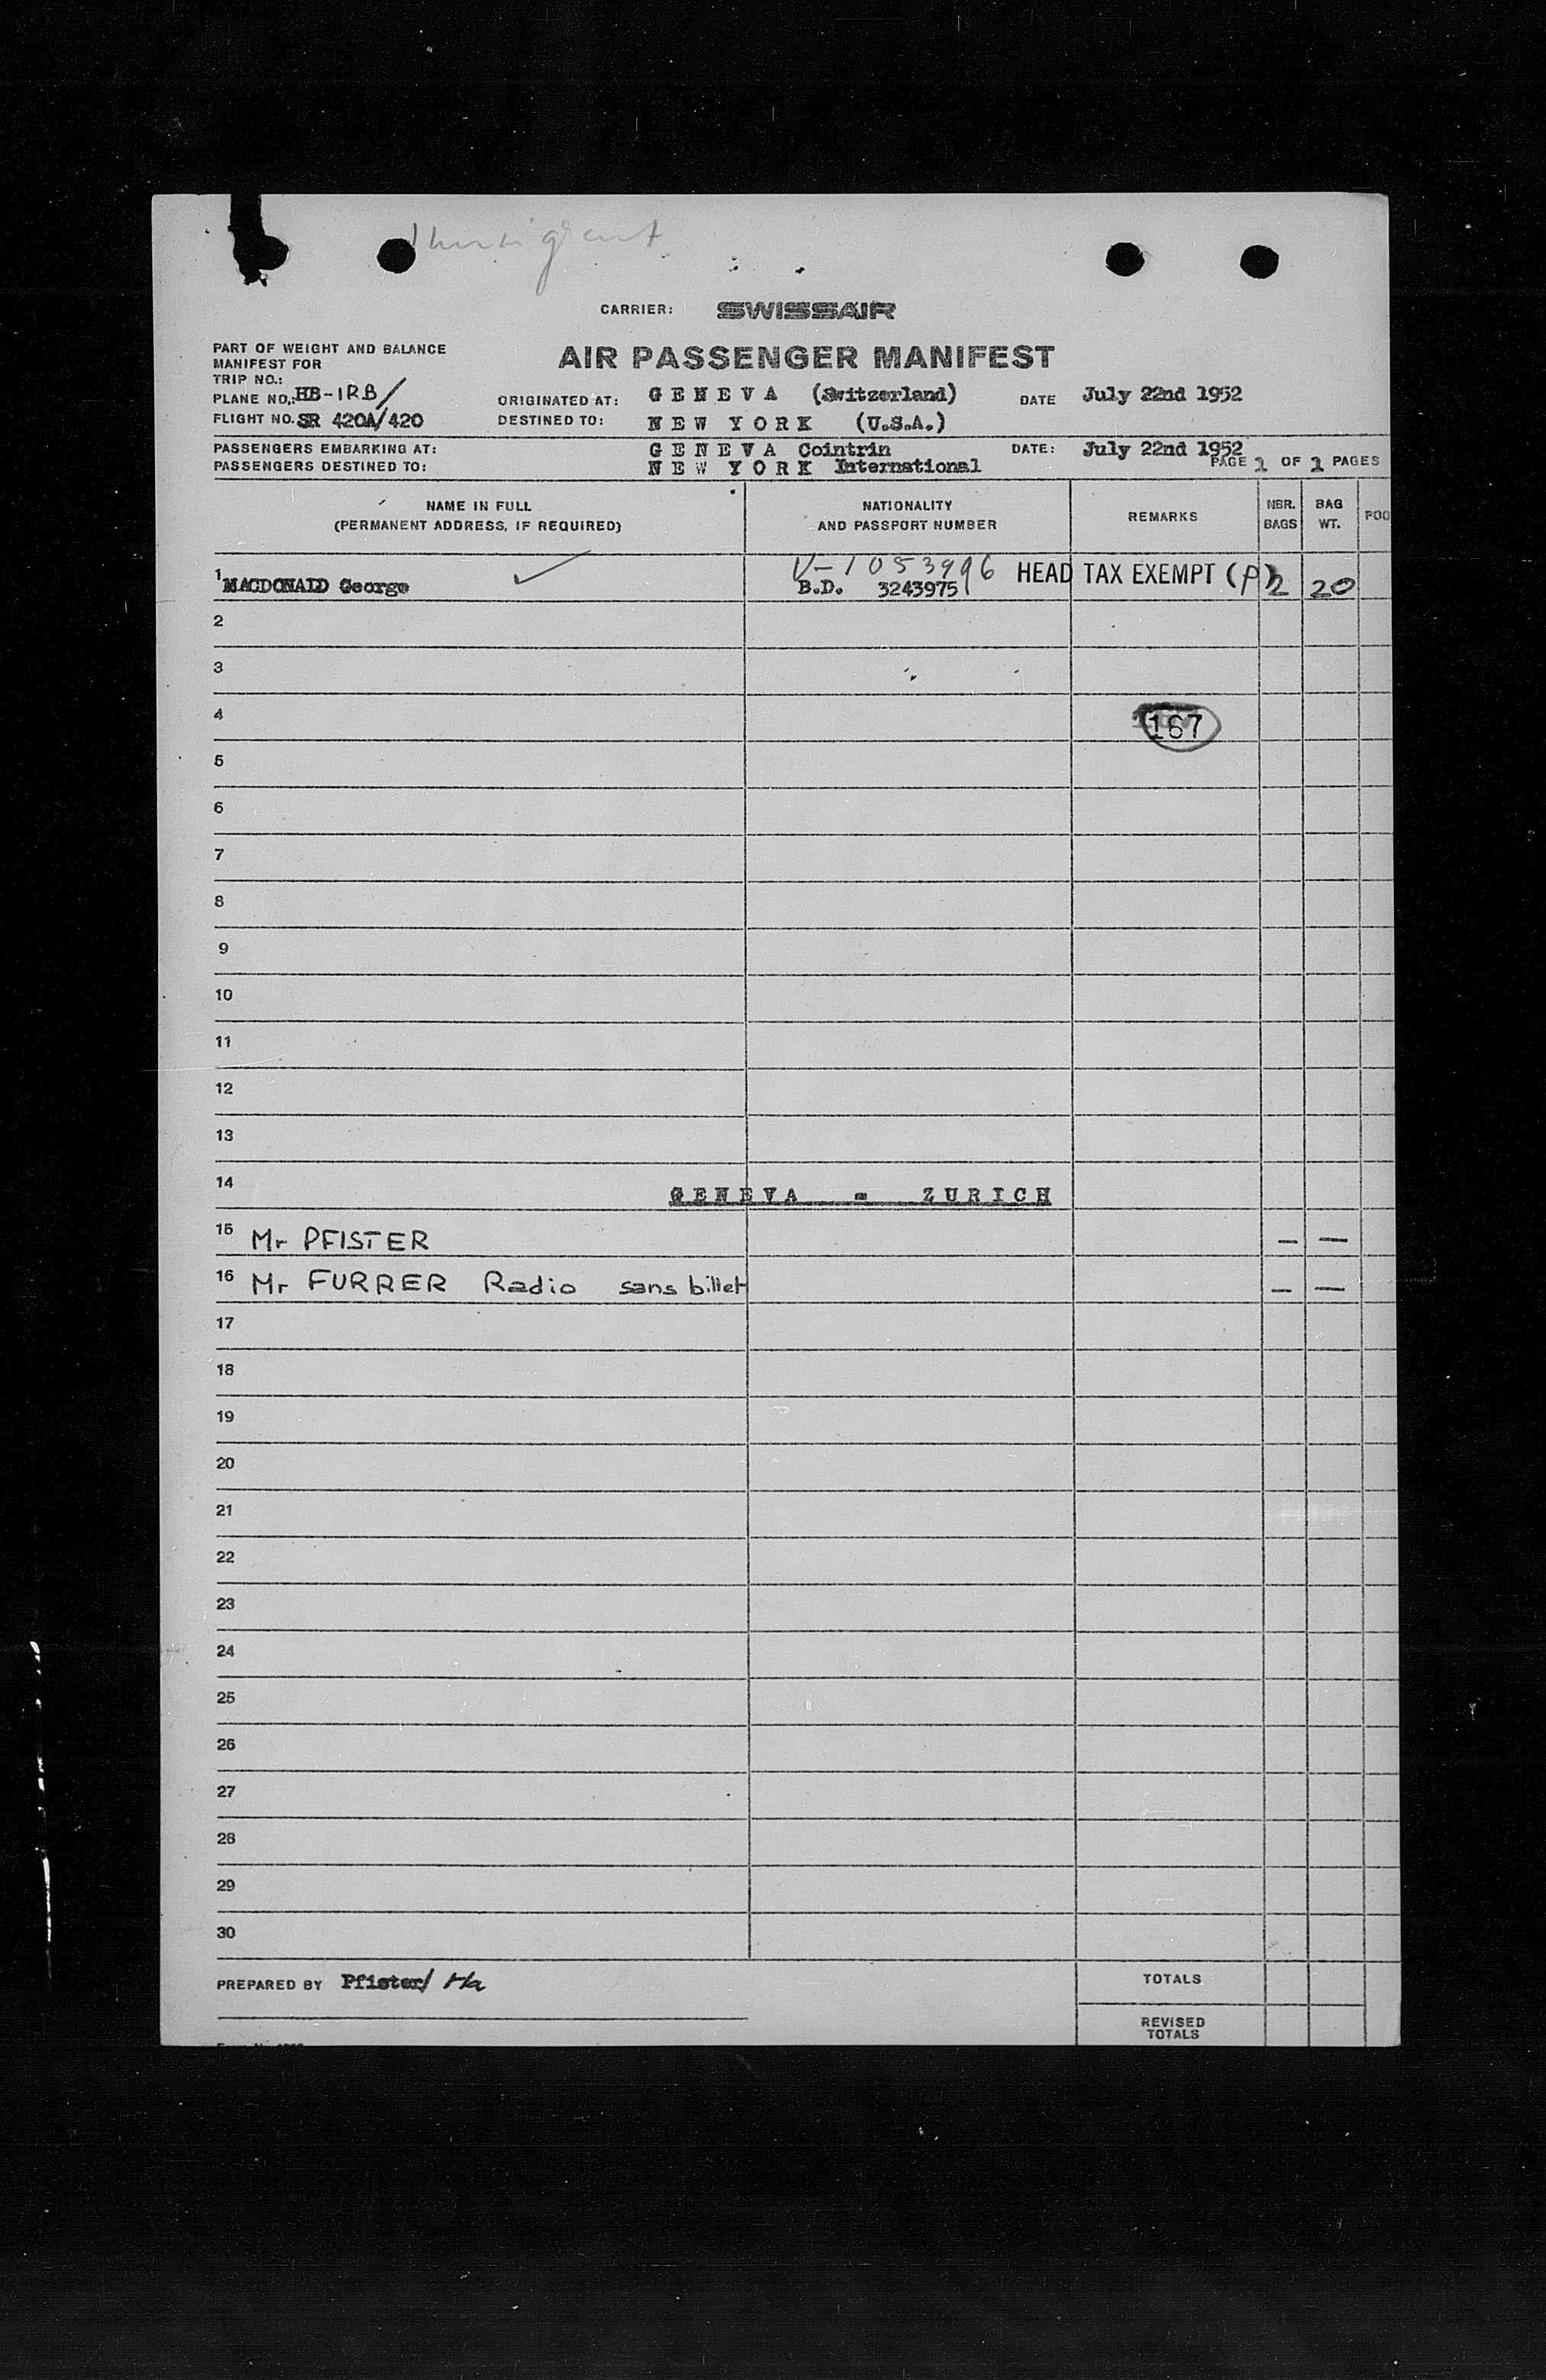 Immigrant
CARRIER: SWISSAIR
AIR PASSENGER MANIFEST
PART OF WEIGHT AND BALANCE
MANIFEST FOR
TRIP NO.:
PLANE NO.: HB-IRB/
FLIGHT NO. SR 420A/420
ORIGINATED AT: GENEVA (Switzerland) DATE July 22nd 1952
DESTINED TO: NEW YORK (U.S.A.)
PASSENGERS EMBARKING AT: GENEVA Cointrin DATE: July 22nd 1952
PASSENGERS DESTINED TO: NEW YORK International PAGE 1 OF 1 PAGES
NAME IN FULL
(PERMANENT ADDRESS, IF REQUIRED)
NATIONALITY
AND PASSPORT NUMBER
REMARKS
NBR.
BAGS
BAG
WT.
POO
V-1053996
1 MACDONALD George B.D. 3243975 HEAD TAX EXEMPT (P) 2 20
2
3
4 167
5
6
7
8
9
10
11
12
13
14 GENEVA - ZURICH
15 Mr PFISTER — —
16 Mr FURRER Radio sans billet — —
17
18
19
20
21
22
23
24
25
26
27
28
29
30
PREPARED BY Pfister/
TOTALS
REVISED
TOTALS